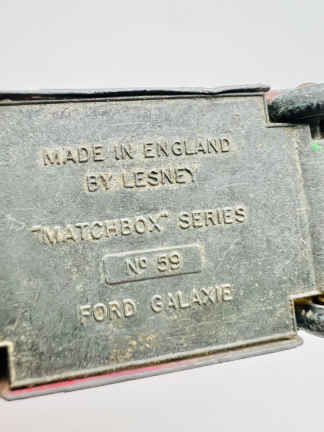 MADE IN ENGLAND
BY LESNEY
"MATCHBOX" SERIES
Nº 59
FORD GALAXIE